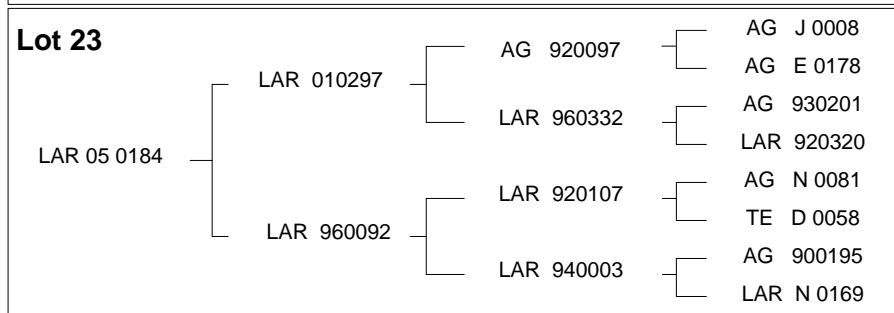 Lot 23
AG J 0008
AG 920097
AG E 0178
LAR 010297
AG 930201
LAR 960332
LAR 920320
LAR 05 0184
AG N 0081
LAR 920107
TE D 0058
LAR 960092
AG 900195
LAR 940003
LAR N 0169